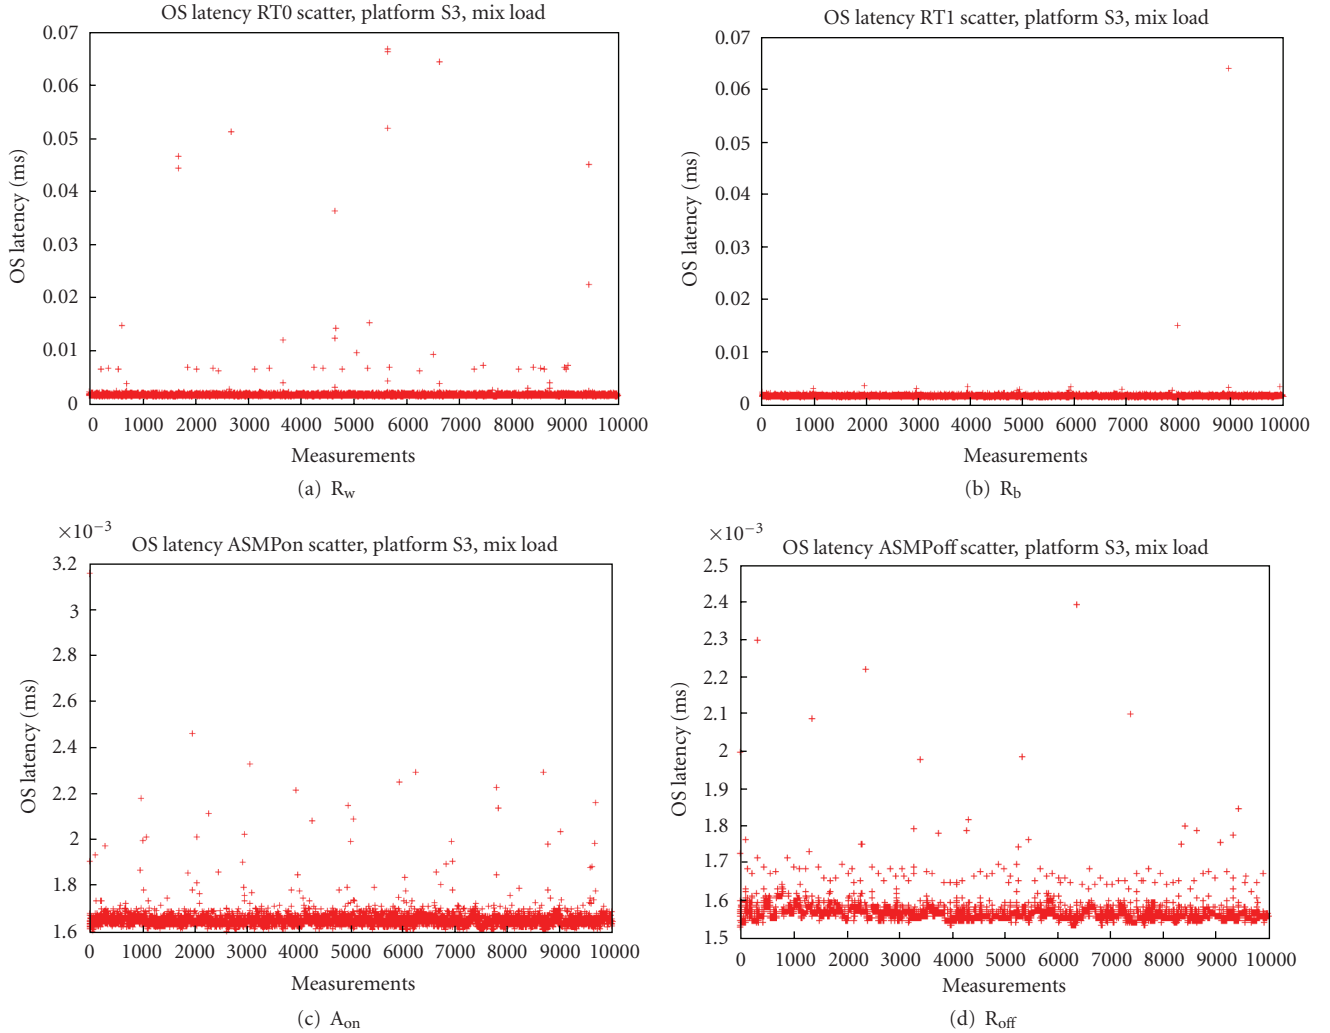 OS latency RT0 scatter, platform S3, mix load
0.07
0.06
0.05
0.04
0.03
0.02
0.01
0
OS latency (ms)
0 1000 2000 3000 4000 5000 6000 7000 8000 9000 10000
Measurements
(a) Rw
OS latency RT1 scatter, platform S3, mix load
0.07
0.06
0.05
0.04
0.03
0.02
0.01
0
OS latency (ms)
0 1000 2000 3000 4000 5000 6000 7000 8000 9000 10000
Measurements
(b) Rb
×10−3
OS latency ASMPon scatter, platform S3, mix load
3.2
3
2.8
2.6
2.4
2.2
2
1.8
1.6
OS latency (ms)
0 1000 2000 3000 4000 5000 6000 7000 8000 9000 10000
Measurements
(c) Aon
×10−3
OS latency ASMPoff scatter, platform S3, mix load
2.5
2.4
2.3
2.2
2.1
2
1.9
1.8
1.7
1.6
1.5
OS latency (ms)
0 1000 2000 3000 4000 5000 6000 7000 8000 9000 10000
Measurements
(d) Roff